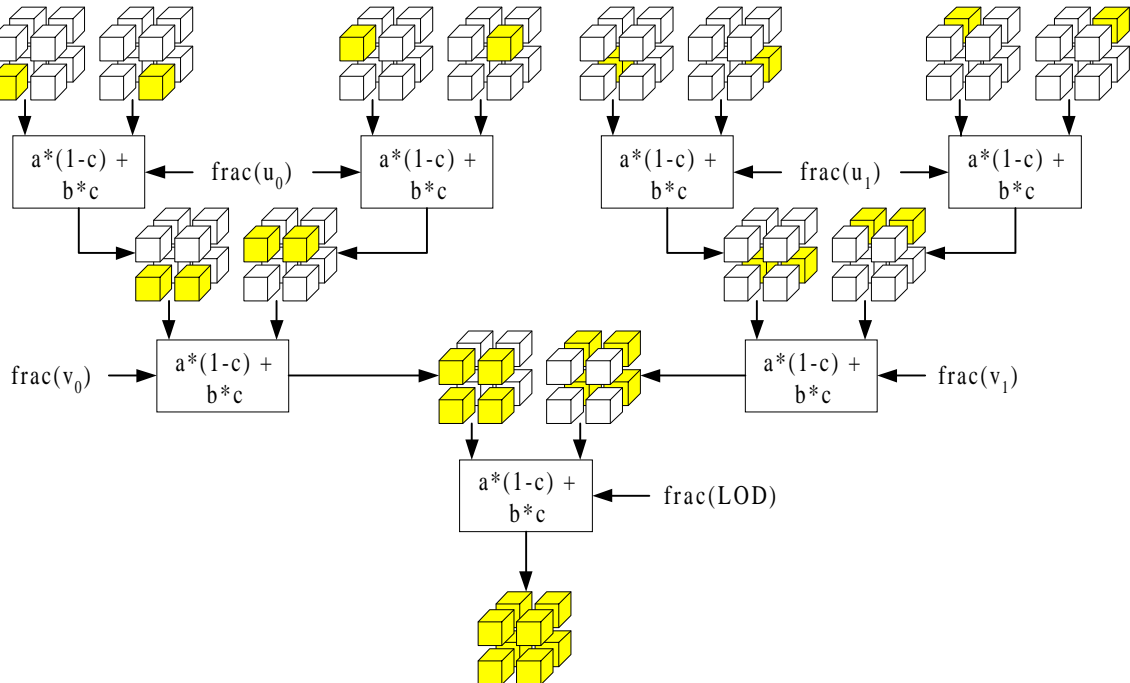 a*(1-c) +
b*c
frac(u0)
a*(1-c) +
b*c
a*(1-c) +
b*c
frac(u1)
a*(1-c) +
b*c
frac(v0)
a*(1-c) +
b*c
a*(1-c) +
b*c
frac(v1)
a*(1-c) +
b*c
frac(LOD)